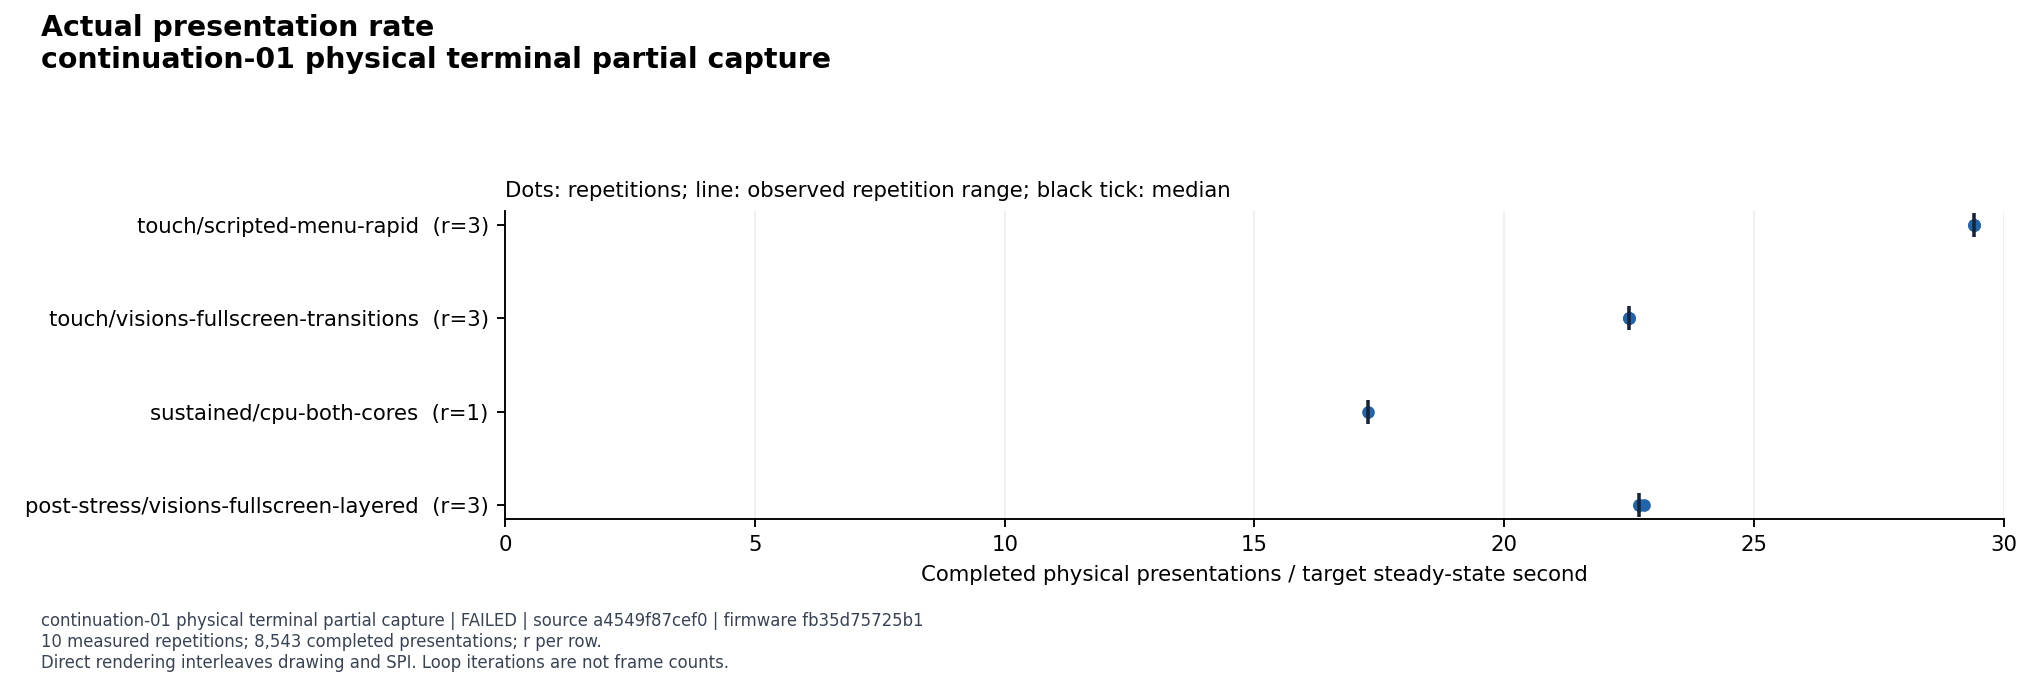 Actual presentation rate
continuation-01 physical terminal partial capture
Dots: repetitions; line: observed repetition range; black tick: median
touch/scripted-menu-rapid (r=3)
touch/visions-fullscreen-transitions (r=3)
sustained/cpu-both-cores (r=1)
post-stress/visions-fullscreen-layered (r=3)
0 5 10 15 20 25 30
Completed physical presentations / target steady-state second
continuation-01 physical terminal partial capture | FAILED | source a4549f87cef0 | firmware fb35d75725b1
10 measured repetitions; 8,543 completed presentations; r per row.
Direct rendering interleaves drawing and SPI. Loop iterations are not frame counts.